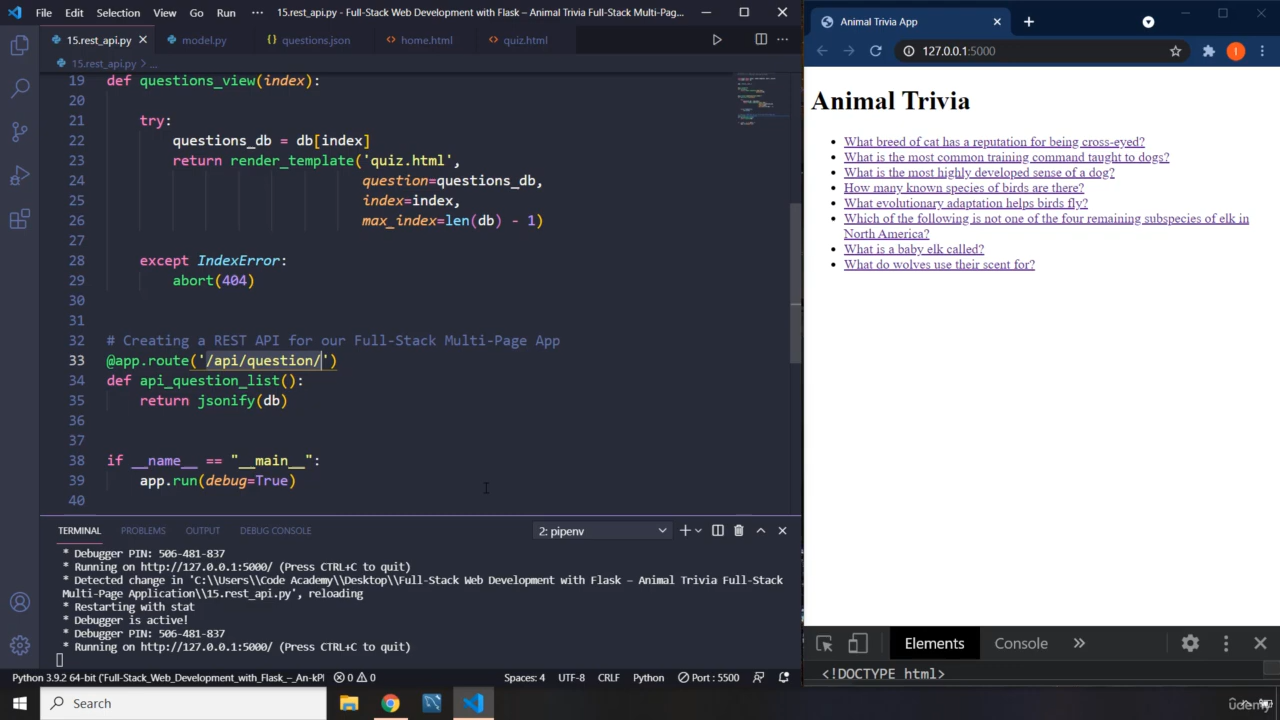 File Edit Selection View Go Run ··· 15.rest_api.py - Full-Stack Web Development with Flask – Animal Trivia Full-Stack Multi-Pag...
15.rest_api.py model.py {} questions.json <> home.html <> quiz.html ···
15.rest_api.py > ...
19 def questions_view(index):
20
21 try:
22 questions_db = db[index]
23 return render_template('quiz.html',
24 question=questions_db,
25 index=index,
26 max_index=len(db) - 1)
27
28 except IndexError:
29 abort(404)
30
31
32 # Creating a REST API for our Full-Stack Multi-Page App
33 @app.route('/api/question/')
34 def api_question_list():
35 return jsonify(db)
36
37
38 if __name__ == "__main__":
39 app.run(debug=True)
40
TERMINAL PROBLEMS OUTPUT DEBUG CONSOLE 2: pipenv
* Debugger PIN: 506-481-837
* Running on http://127.0.0.1:5000/ (Press CTRL+C to quit)
* Detected change in 'C:\\Users\\Code Academy\\Desktop\\Full-Stack Web Development with Flask – Animal Trivia Full-Stack
Multi-Page Application\\15.rest_api.py', reloading
* Restarting with stat
* Debugger is active!
* Debugger PIN: 506-481-837
* Running on http://127.0.0.1:5000/ (Press CTRL+C to quit)
Python 3.9.2 64-bit (Full-Stck_Wb_Development_with_Flask_–_An-kP| 0 0 Spaces: 4 UTF-8 CRLF Python Port : 5500
Search
Animal Trivia App
127.0.0.1:5000 I
Animal Trivia
• What breed of cat has a reputation for being cross-eyed?
• What is the most common training command taught to dogs?
• What is the most highly developed sense of a dog?
• How many known species of birds are there?
• What evolutionary adaptation helps birds fly?
• Which of the following is not one of the four remaining subspecies of elk in
North America?
• What is a baby elk called?
• What do wolves use their scent for?
Elements Console »
<!DOCTYPE html>
udemy